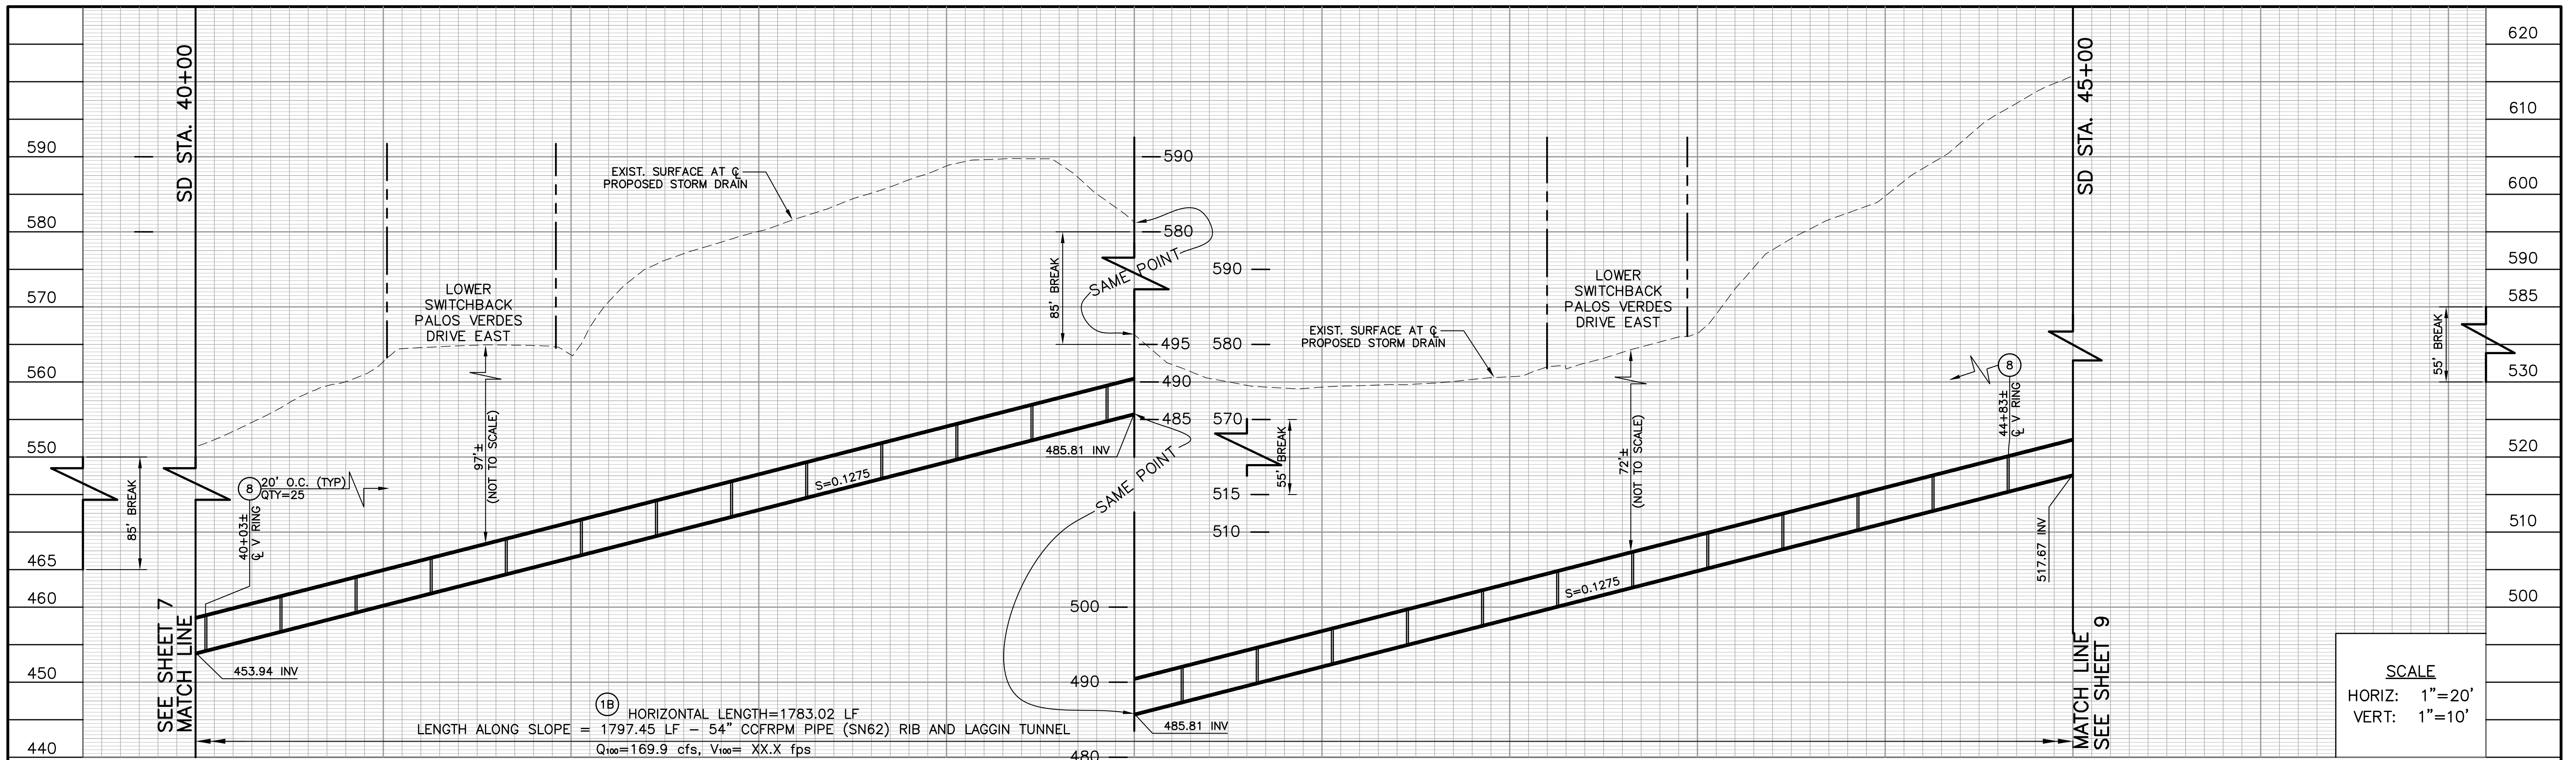 SD STA. 40+00
SEE SHEET 7
MATCH LINE
590
580
570
560
550
465
460
450
440
85' BREAK
8
20' O.C. (TYP)
QTY=25
40+03±
℄ V RING
453.94 INV
LOWER
SWITCHBACK
PALOS VERDES
DRIVE EAST
97'±
(NOT TO SCALE)
EXIST. SURFACE AT ℄
PROPOSED STORM DRAIN
S=0.1275
1B
HORIZONTAL LENGTH=1783.02 LF
LENGTH ALONG SLOPE = 1797.45 LF – 54" CCFRPM PIPE (SN62) RIB AND LAGGIN TUNNEL
Q₁₀₀=169.9 cfs, V₁₀₀= XX.X fps
485.81 INV
85' BREAK
SAME POINT
SAME POINT
590
580
495
490
485
500
490
480
590
580
570
515
510
55' BREAK
485.81 INV
EXIST. SURFACE AT ℄
PROPOSED STORM DRAIN
LOWER
SWITCHBACK
PALOS VERDES
DRIVE EAST
72'±
(NOT TO SCALE)
S=0.1275
8
44+83±
℄ V RING
517.67 INV
SD STA. 45+00
MATCH LINE
SEE SHEET 9
55' BREAK
620
610
600
590
585
530
520
510
500
SCALE
HORIZ: 1"=20'
VERT: 1"=10'